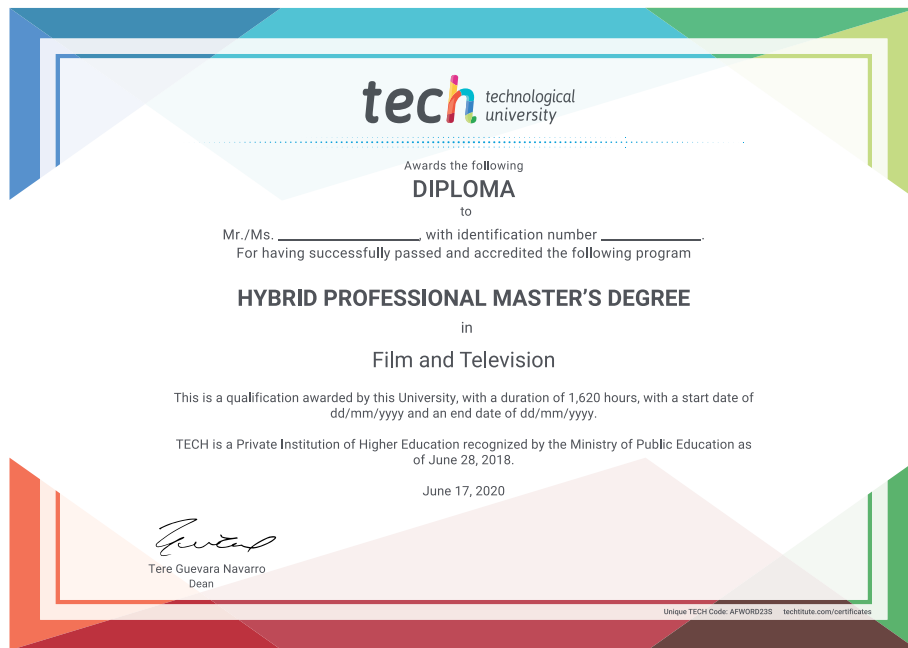 tech technological
university
Awards the following
DIPLOMA
to
Mr./Ms. ____________________, with identification number ______________.
For having successfully passed and accredited the following program
HYBRID PROFESSIONAL MASTER'S DEGREE
in
Film and Television
This is a qualification awarded by this University, with a duration of 1,620 hours, with a start date of
dd/mm/yyyy and an end date of dd/mm/yyyy.
TECH is a Private Institution of Higher Education recognized by the Ministry of Public Education as
of June 28, 2018.
June 17, 2020
Tere Guevara Navarro
Dean
Unique TECH Code: AFWORD23S techtitute.com/certificates